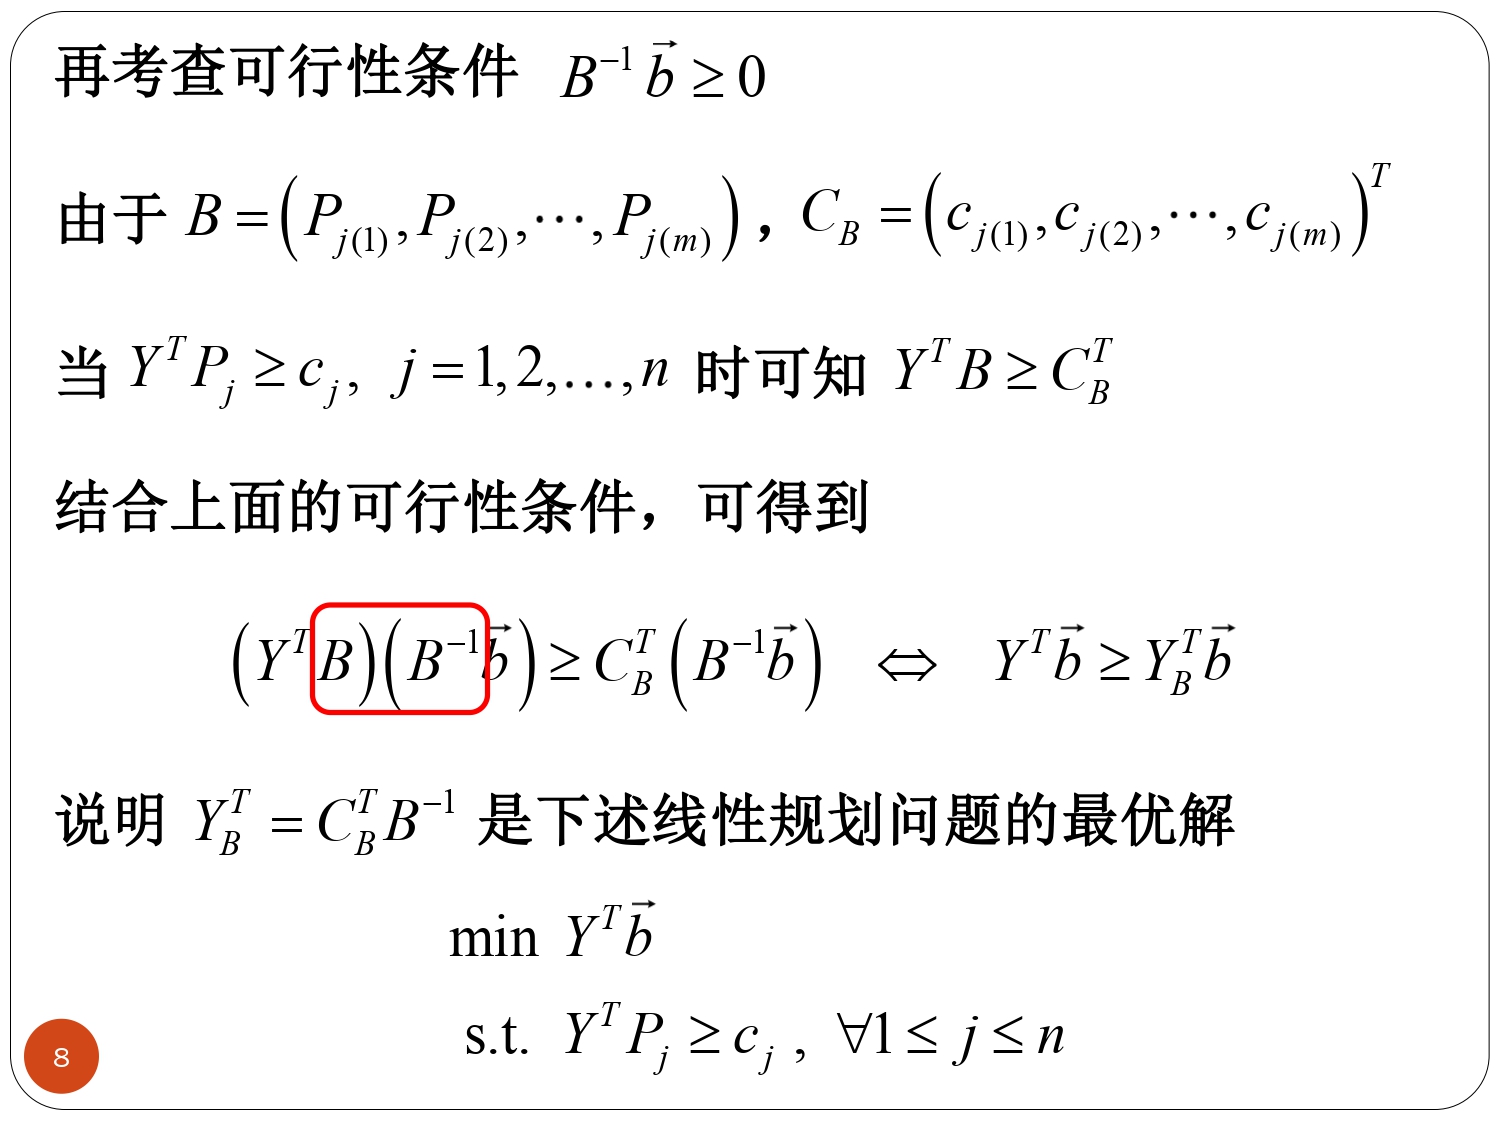 再考查可行性条件 $B^{-1}\vec{b} \geq 0$
由于 $B = \left(P_{j(1)}, P_{j(2)}, \cdots, P_{j(m)}\right)$ ，$C_B = \left(c_{j(1)}, c_{j(2)}, \cdots, c_{j(m)}\right)^T$
当 $Y^T P_j \geq c_j, \ j = 1, 2, \ldots, n$ 时可知 $Y^T B \geq C_B^T$
结合上面的可行性条件，可得到
$\left(Y^T B\right)\left(B^{-1}\vec{b}\right) \geq C_B^T \left(B^{-1}\vec{b}\right) \Leftrightarrow Y^T \vec{b} \geq Y_B^T \vec{b}$
说明 $Y_B^T = C_B^T B^{-1}$ 是下述线性规划问题的最优解
$\min \ Y^T \vec{b}$
$\text{s.t.} \ Y^T P_j \geq c_j, \ \forall 1 \leq j \leq n$
8